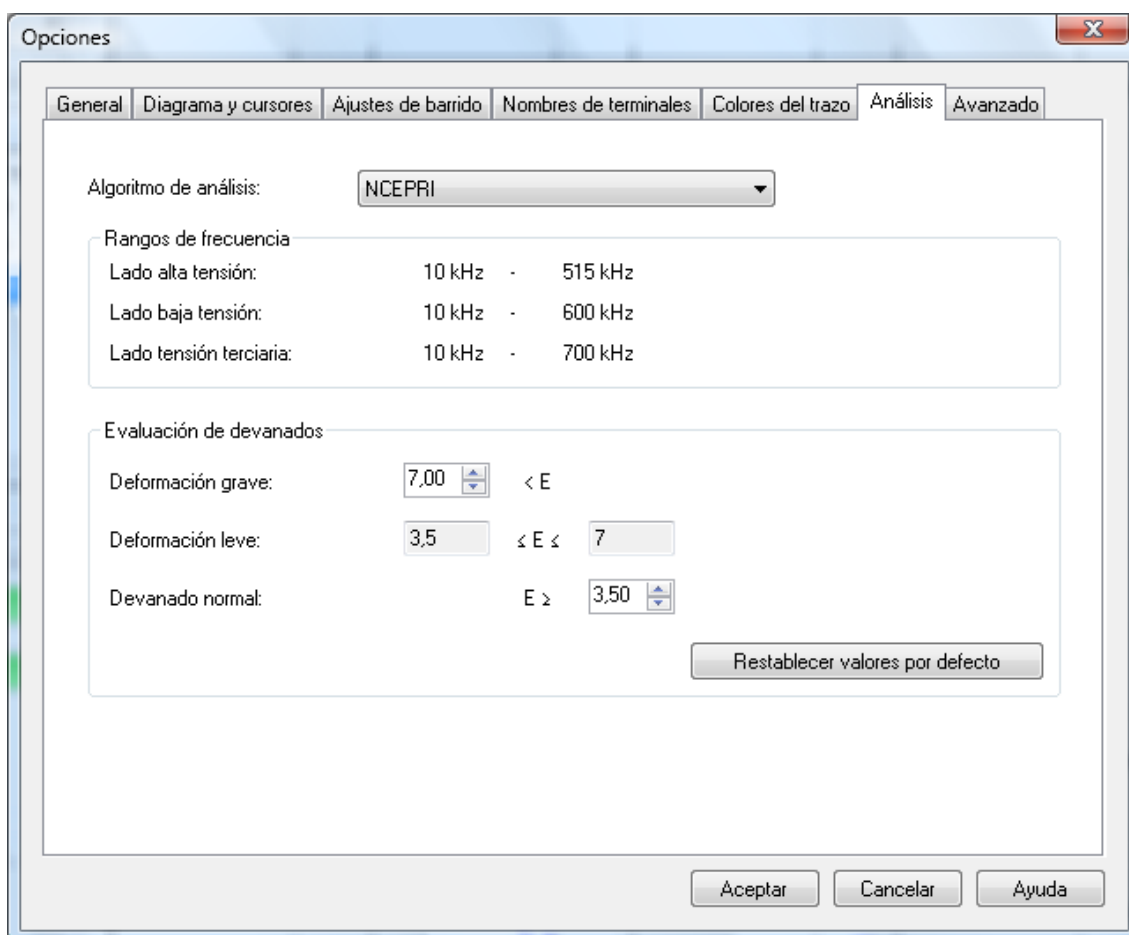 Opciones
General Diagrama y cursores Ajustes de barrido Nombres de terminales Colores del trazo Análisis Avanzado
Algoritmo de análisis: NCEPRI
Rangos de frecuencia
Lado alta tensión: 10 kHz - 515 kHz
Lado baja tensión: 10 kHz - 600 kHz
Lado tensión terciaria: 10 kHz - 700 kHz
Evaluación de devanados
Deformación grave: 7,00 < E
Deformación leve: 3,5 ≤ E ≤ 7
Devanado normal: E ≥ 3,50
Restablecer valores por defecto
Aceptar Cancelar Ayuda